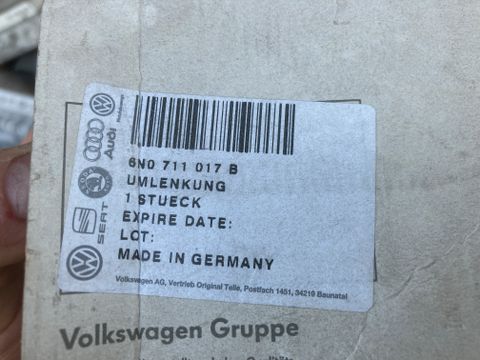 6N0 711 017 B
UMLENKUNG
1 STUECK
EXPIRE DATE:
LOT:
MADE IN GERMANY
Volkswagen AG, Vertrieb Original Teile, Postfach 1451, 34219 Baunatal
Audi
SEAT
Volkswagen Gruppe